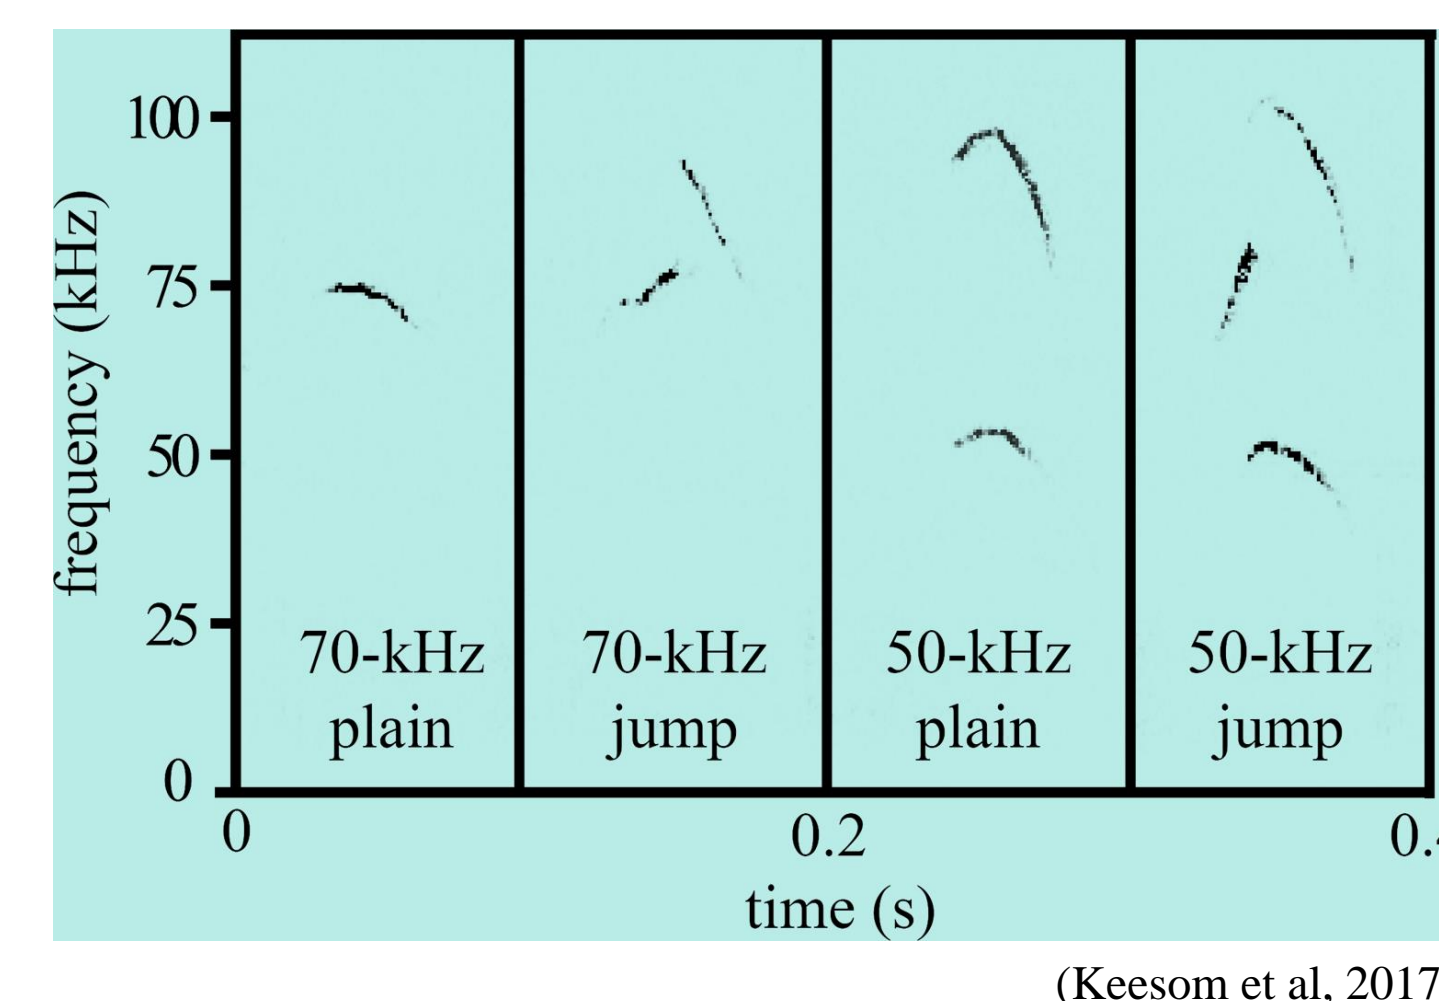 100
75
50
25
0
frequency (kHz)
70-kHz
plain
70-kHz
jump
50-kHz
plain
50-kHz
jump
0
0.2
0.
time (s)
(Keesom et al, 2017